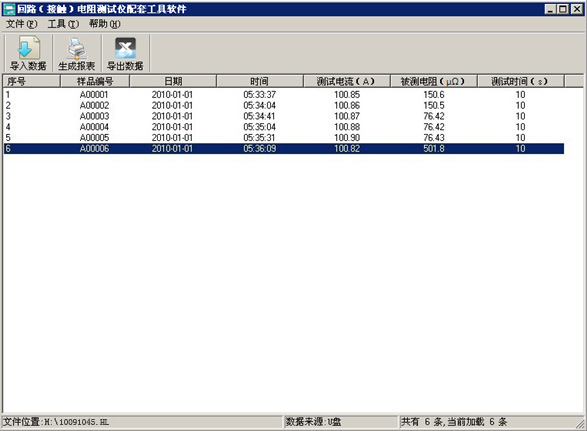 回路(接触)电阻测试仪配套工具软件
文件(F) 工具(T) 帮助(H)
导入数据 生成报表 导出数据
序号 样品编号 日期 时间 测试电流(A) 被测电阻(μΩ) 测试时间(s)
1 A00001 2010-01-01 05:33:37 100.85 150.6 10
2 A00002 2010-01-01 05:34:04 100.86 150.5 10
3 A00003 2010-01-01 05:34:41 100.87 76.42 10
4 A00004 2010-01-01 05:35:04 100.88 76.42 10
5 A00005 2010-01-01 05:35:31 100.90 76.43 10
6 A00006 2010-01-01 05:36:09 100.82 501.8 10
文件位置:H:\10091045.HL 数据来源:U盘 共有 6 条,当前加载 6 条